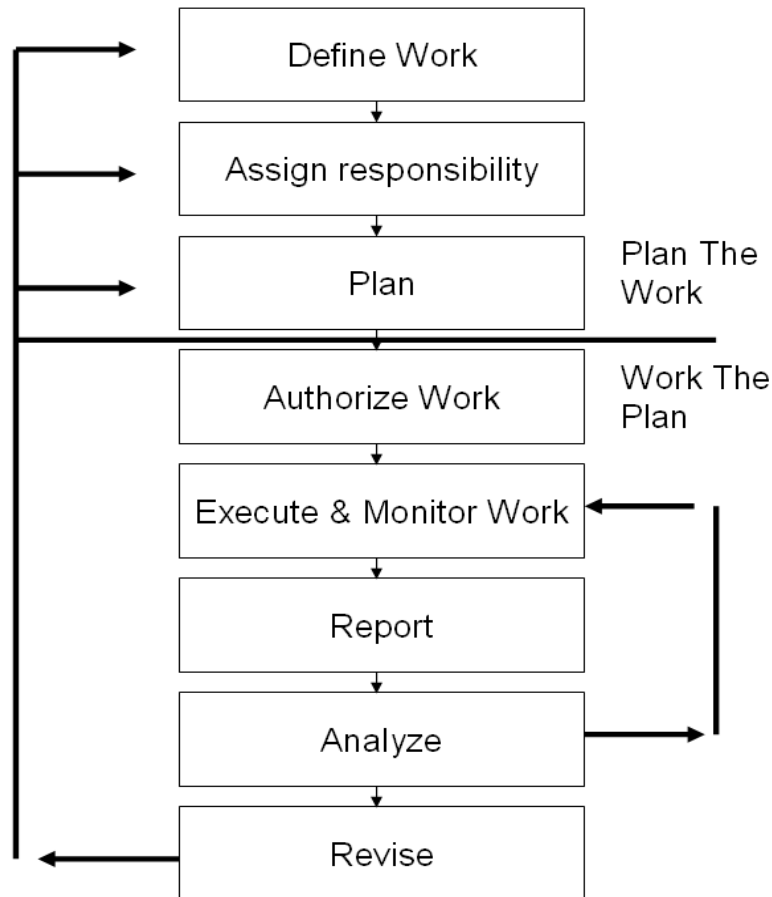 Define Work
Assign responsibility
Plan The
Work
Plan
Work The
Plan
Authorize Work
Execute & Monitor Work
Report
Analyze
Revise